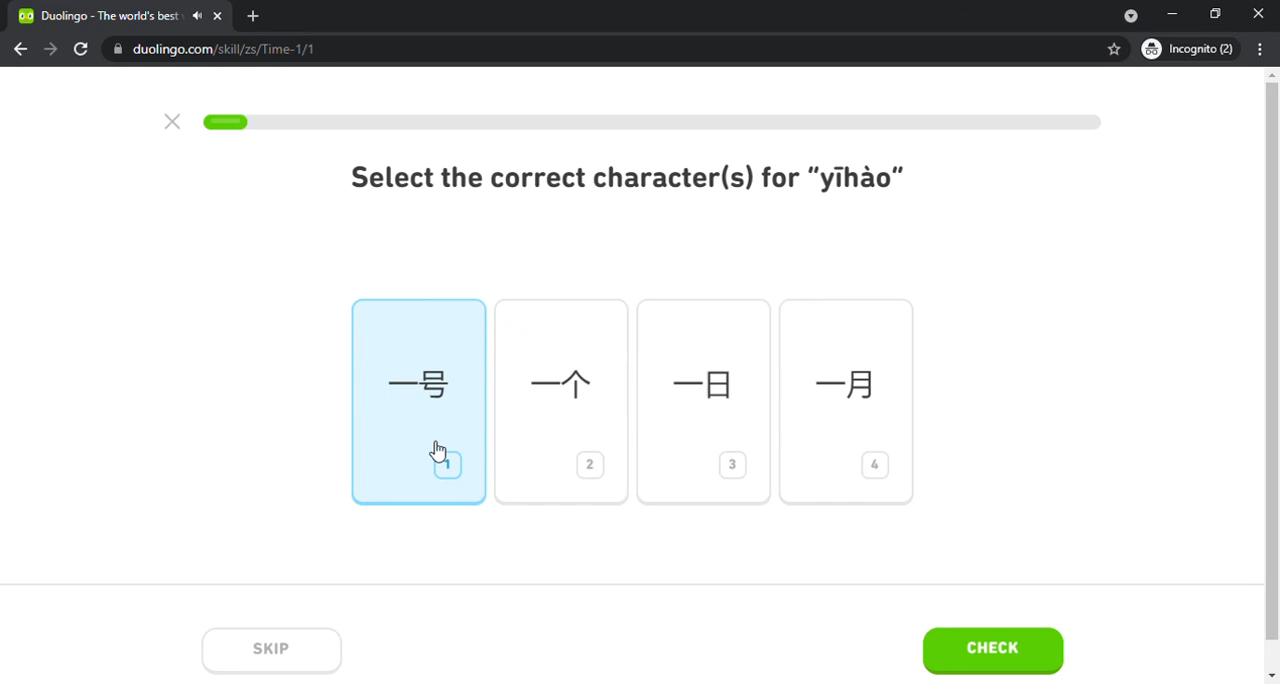 Duolingo - The world's best
duolingo.com/skill/zs/Time-1/1
Incognito (2)
Select the correct character(s) for "yīhào"
一号
一个
一日
一月
1
2
3
4
SKIP
CHECK